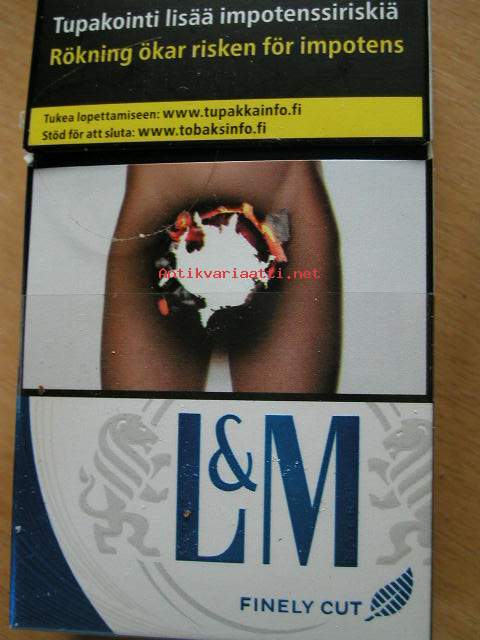 Tupakointi lisää impotenssiriskiä
Rökning ökar risken för impotens
Tukea lopettamiseen: www.tupakkainfo.fi
Stöd för att sluta: www.tobaksinfo.fi
Antikvariaatti.net
L&M
FINELY CUT